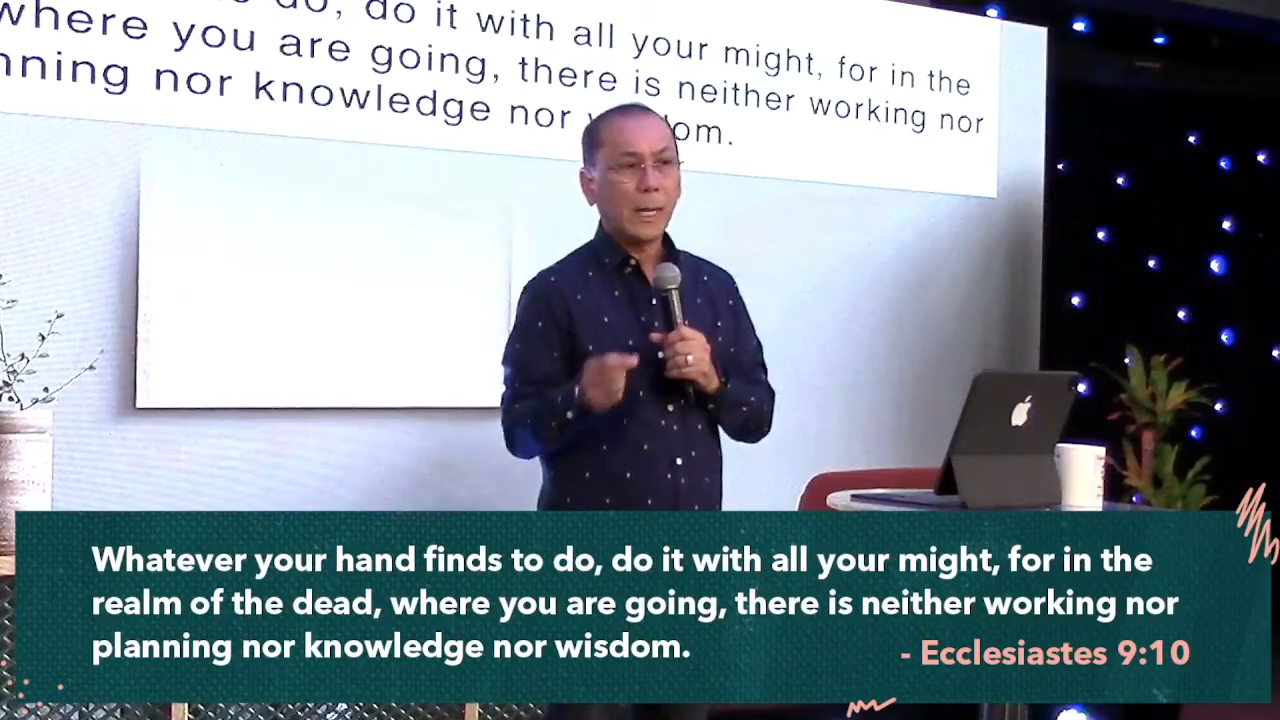 to do, do it with all your might, for in the
where you are going, there is neither working nor
nning nor knowledge nor
om.
Whatever your hand finds to do, do it with all your might, for in the
realm of the dead, where you are going, there is neither working nor
planning nor knowledge nor wisdom.
- Ecclesiastes 9:10